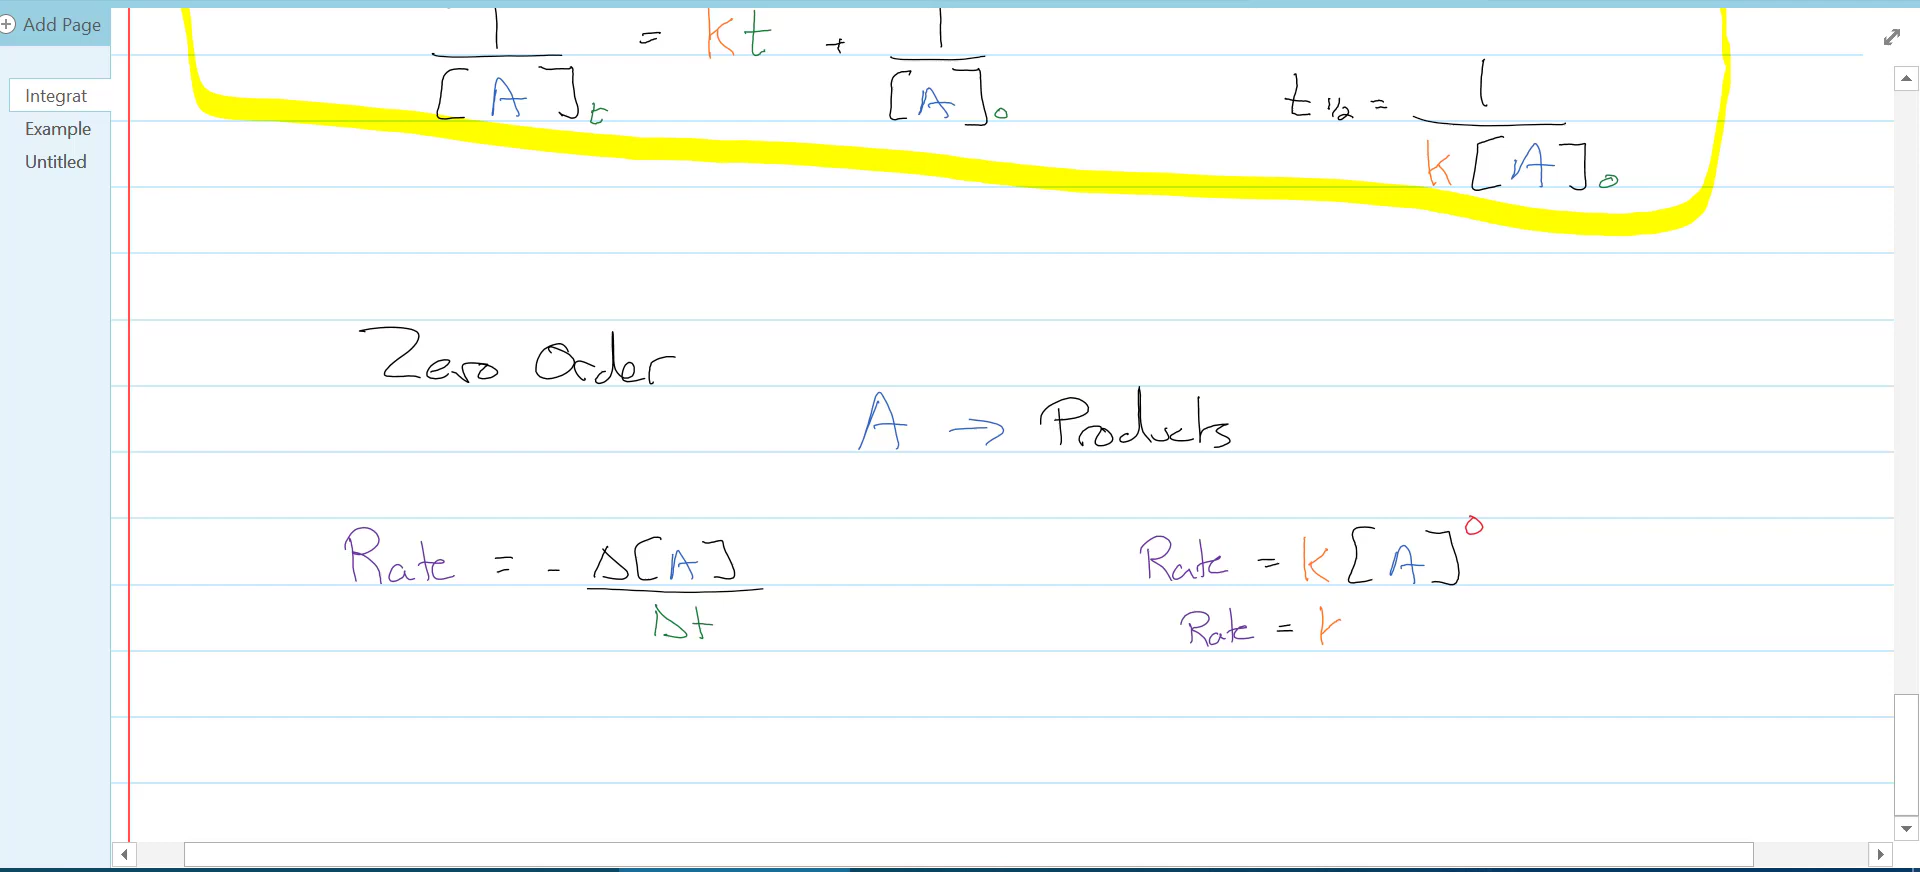 Add Page
Integrat
Example
Untitled
1/[A]t = kt + 1/[A]0
t 1/2 = 1/k[A]0
Zero Order
A → Products
Rate = - Δ[A]/Δt
Rate = k[A]^0
Rate = k